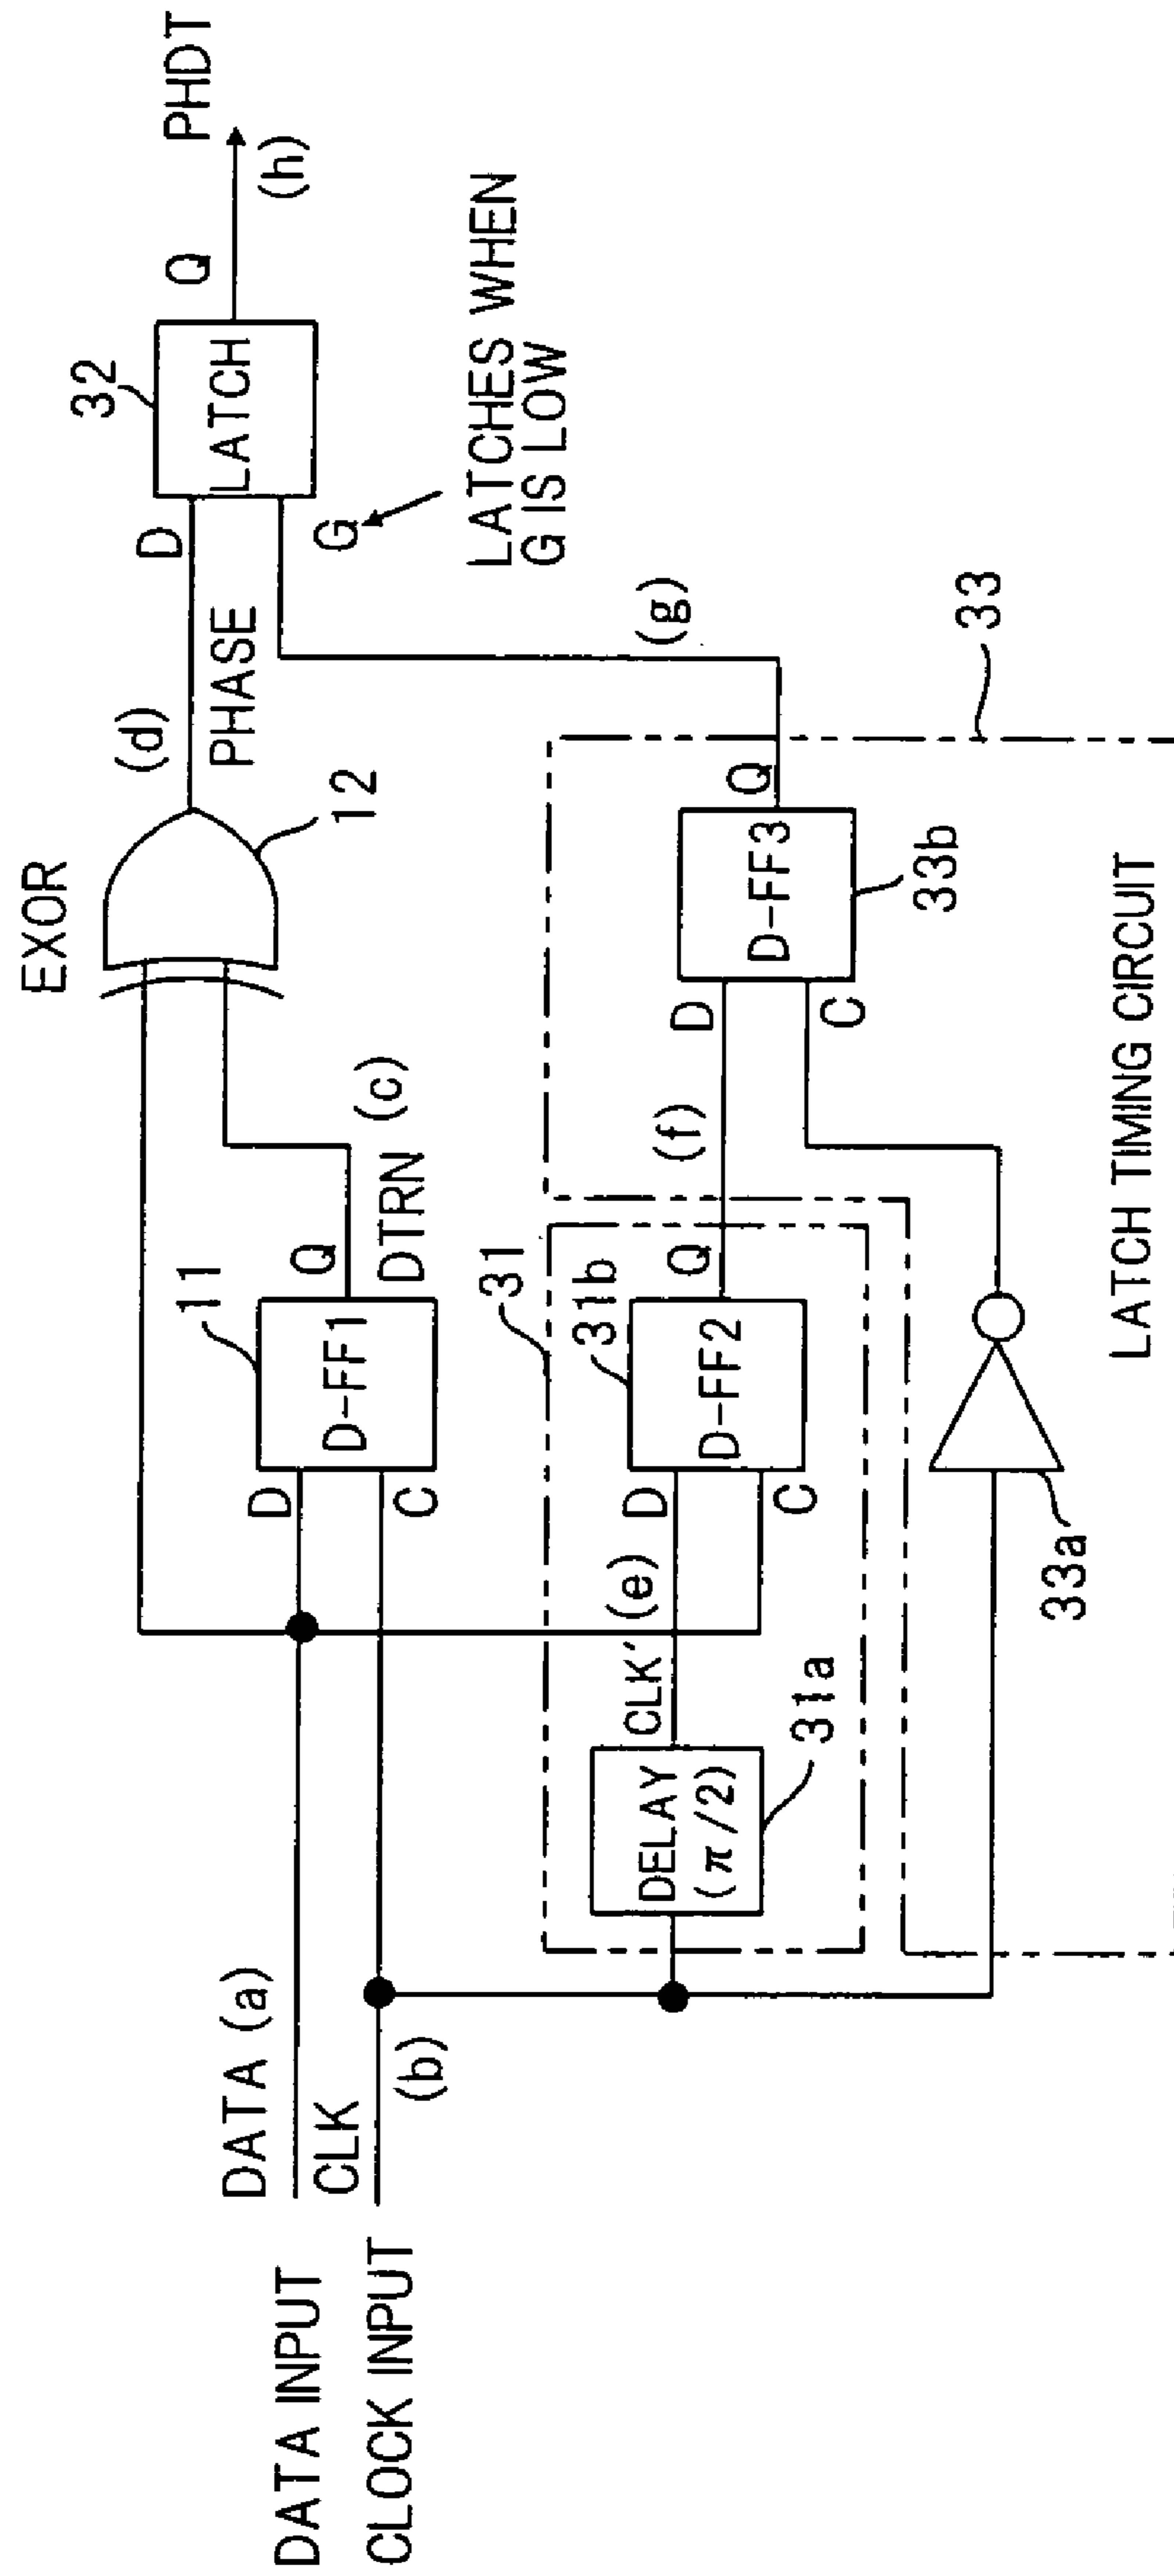 DATA INPUT
DATA (a)
CLOCK INPUT
CLK
(b)
D
C
D-FF1
11
Q
DTRN (c)
EXOR
12
(d)
PHASE
D
G
LATCH
32
Q
PHDT
(h)
LATCHES WHEN
G IS LOW
(g)
31
DELAY
(π/2)
31a
CLK' (e)
D
C
D-FF2
31b
Q
(f)
33a
D
C
D-FF3
33b
Q
33
LATCH TIMING CIRCUIT